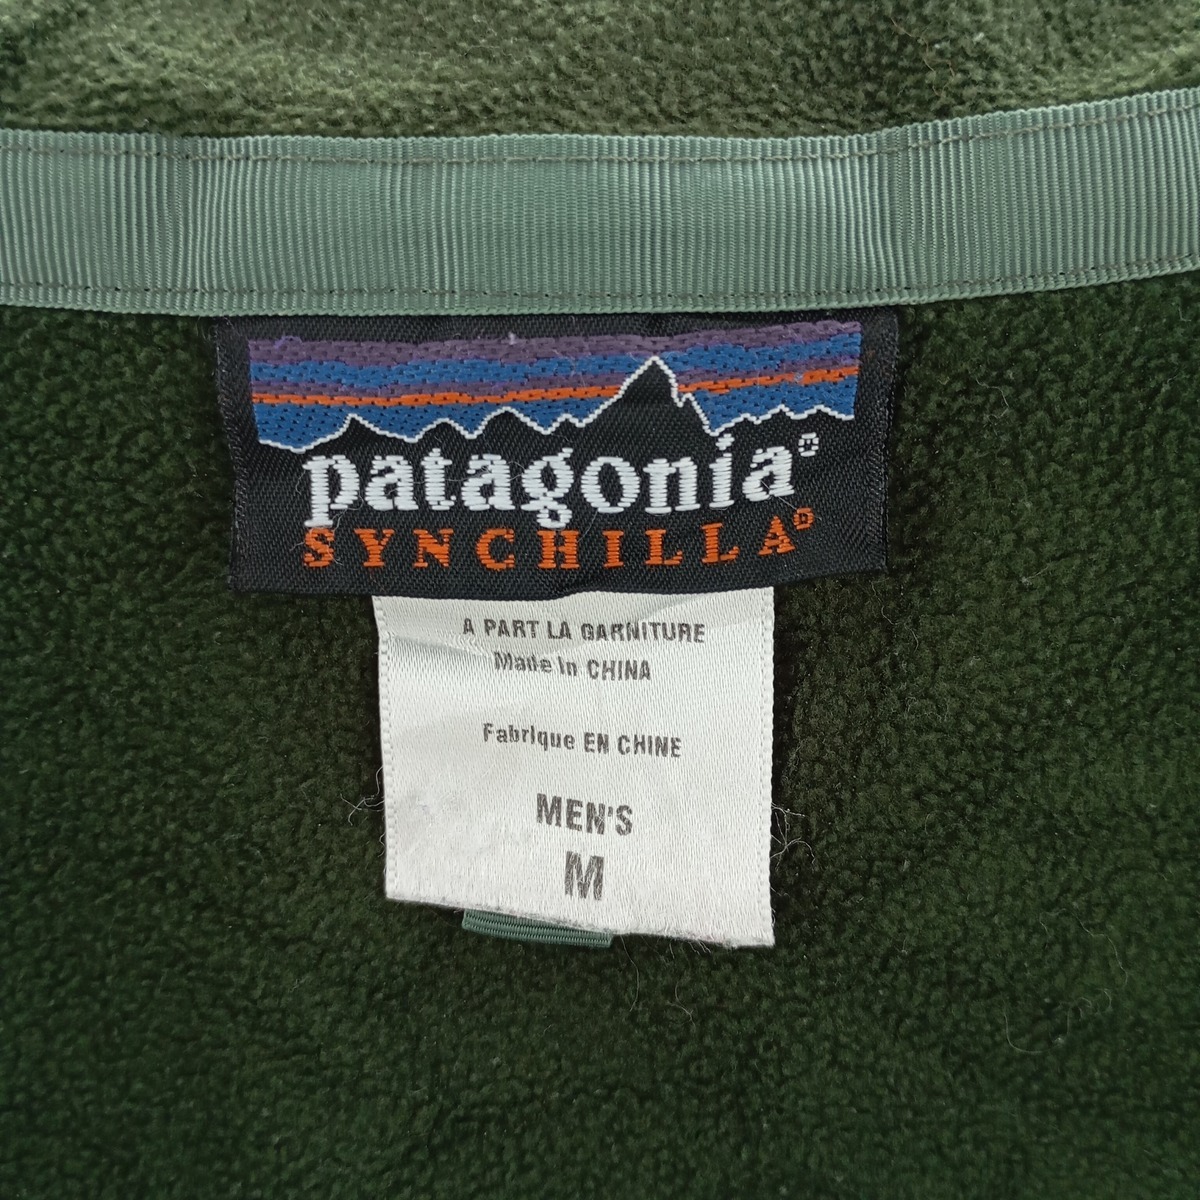 patagonia®
SYNCHILLA®
A PART LA GARNITURE
Made in CHINA
Fabrique EN CHINE
MEN'S
M